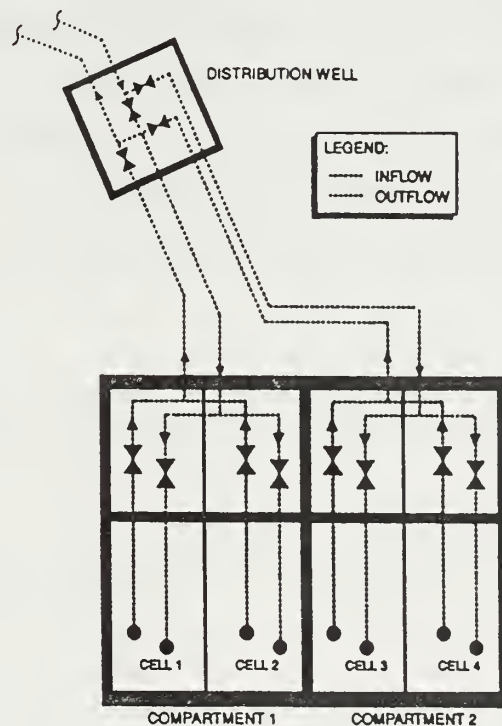 DISTRIBUTION WELL
LEGEND:
INFLOW
OUTFLOW
CELL 1
CELL 2
CELL 3
CELL 4
COMPARTMENT 1
COMPARTMENT 2